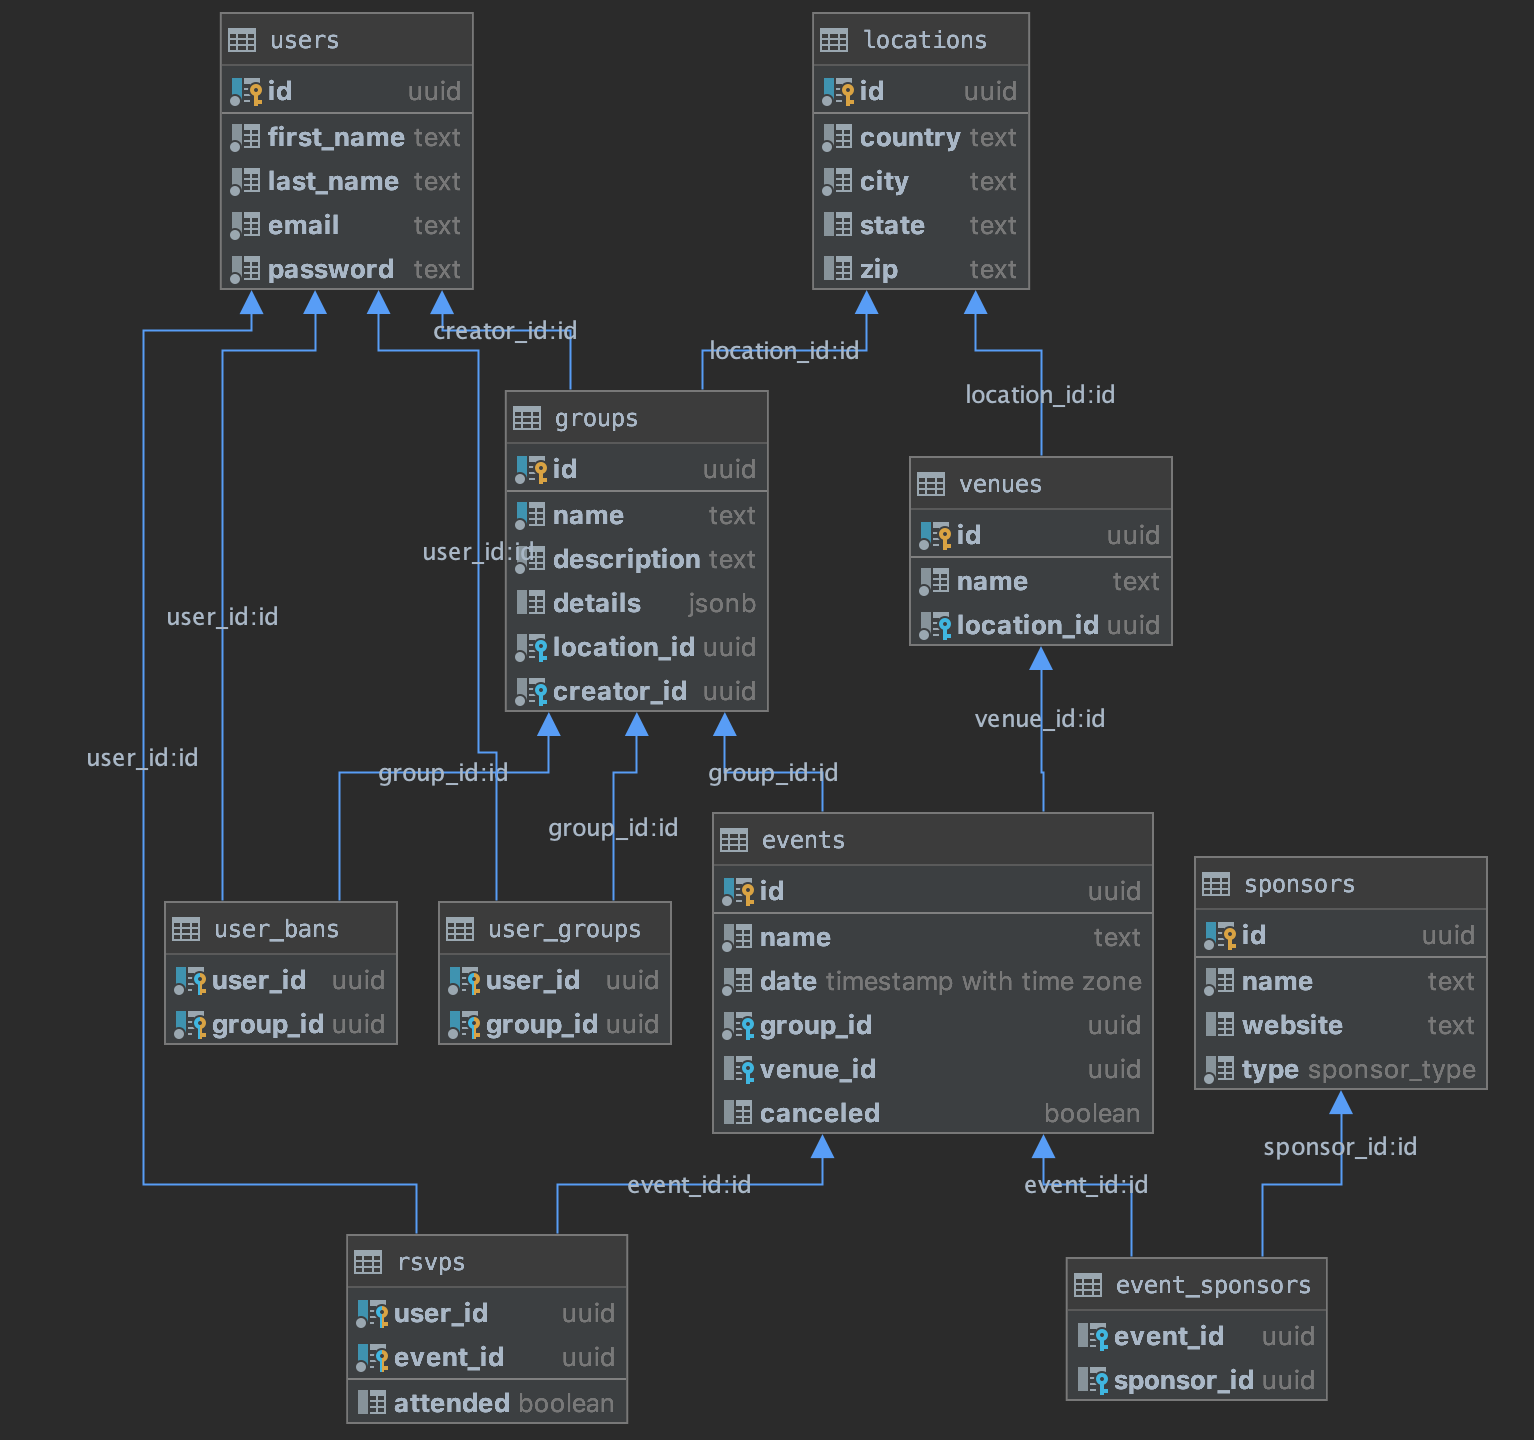 users
id uuid
first_name text
last_name text
email text
password text
locations
id uuid
country text
city text
state text
zip text
creator_id:id
location_id:id
location_id:id
groups
id uuid
name text
description text
details jsonb
location_id uuid
creator_id uuid
venues
id uuid
name text
location_id uuid
user_id:id
user_id:id
user_id:id
venue_id:id
group_id:id
group_id:id
group_id:id
events
id uuid
name text
date timestamp with time zone
group_id uuid
venue_id uuid
canceled boolean
sponsors
id uuid
name text
website text
type sponsor_type
user_bans
user_id uuid
group_id uuid
user_groups
user_id uuid
group_id uuid
sponsor_id:id
event_id:id
event_id:id
rsvps
user_id uuid
event_id uuid
attended boolean
event_sponsors
event_id uuid
sponsor_id uuid